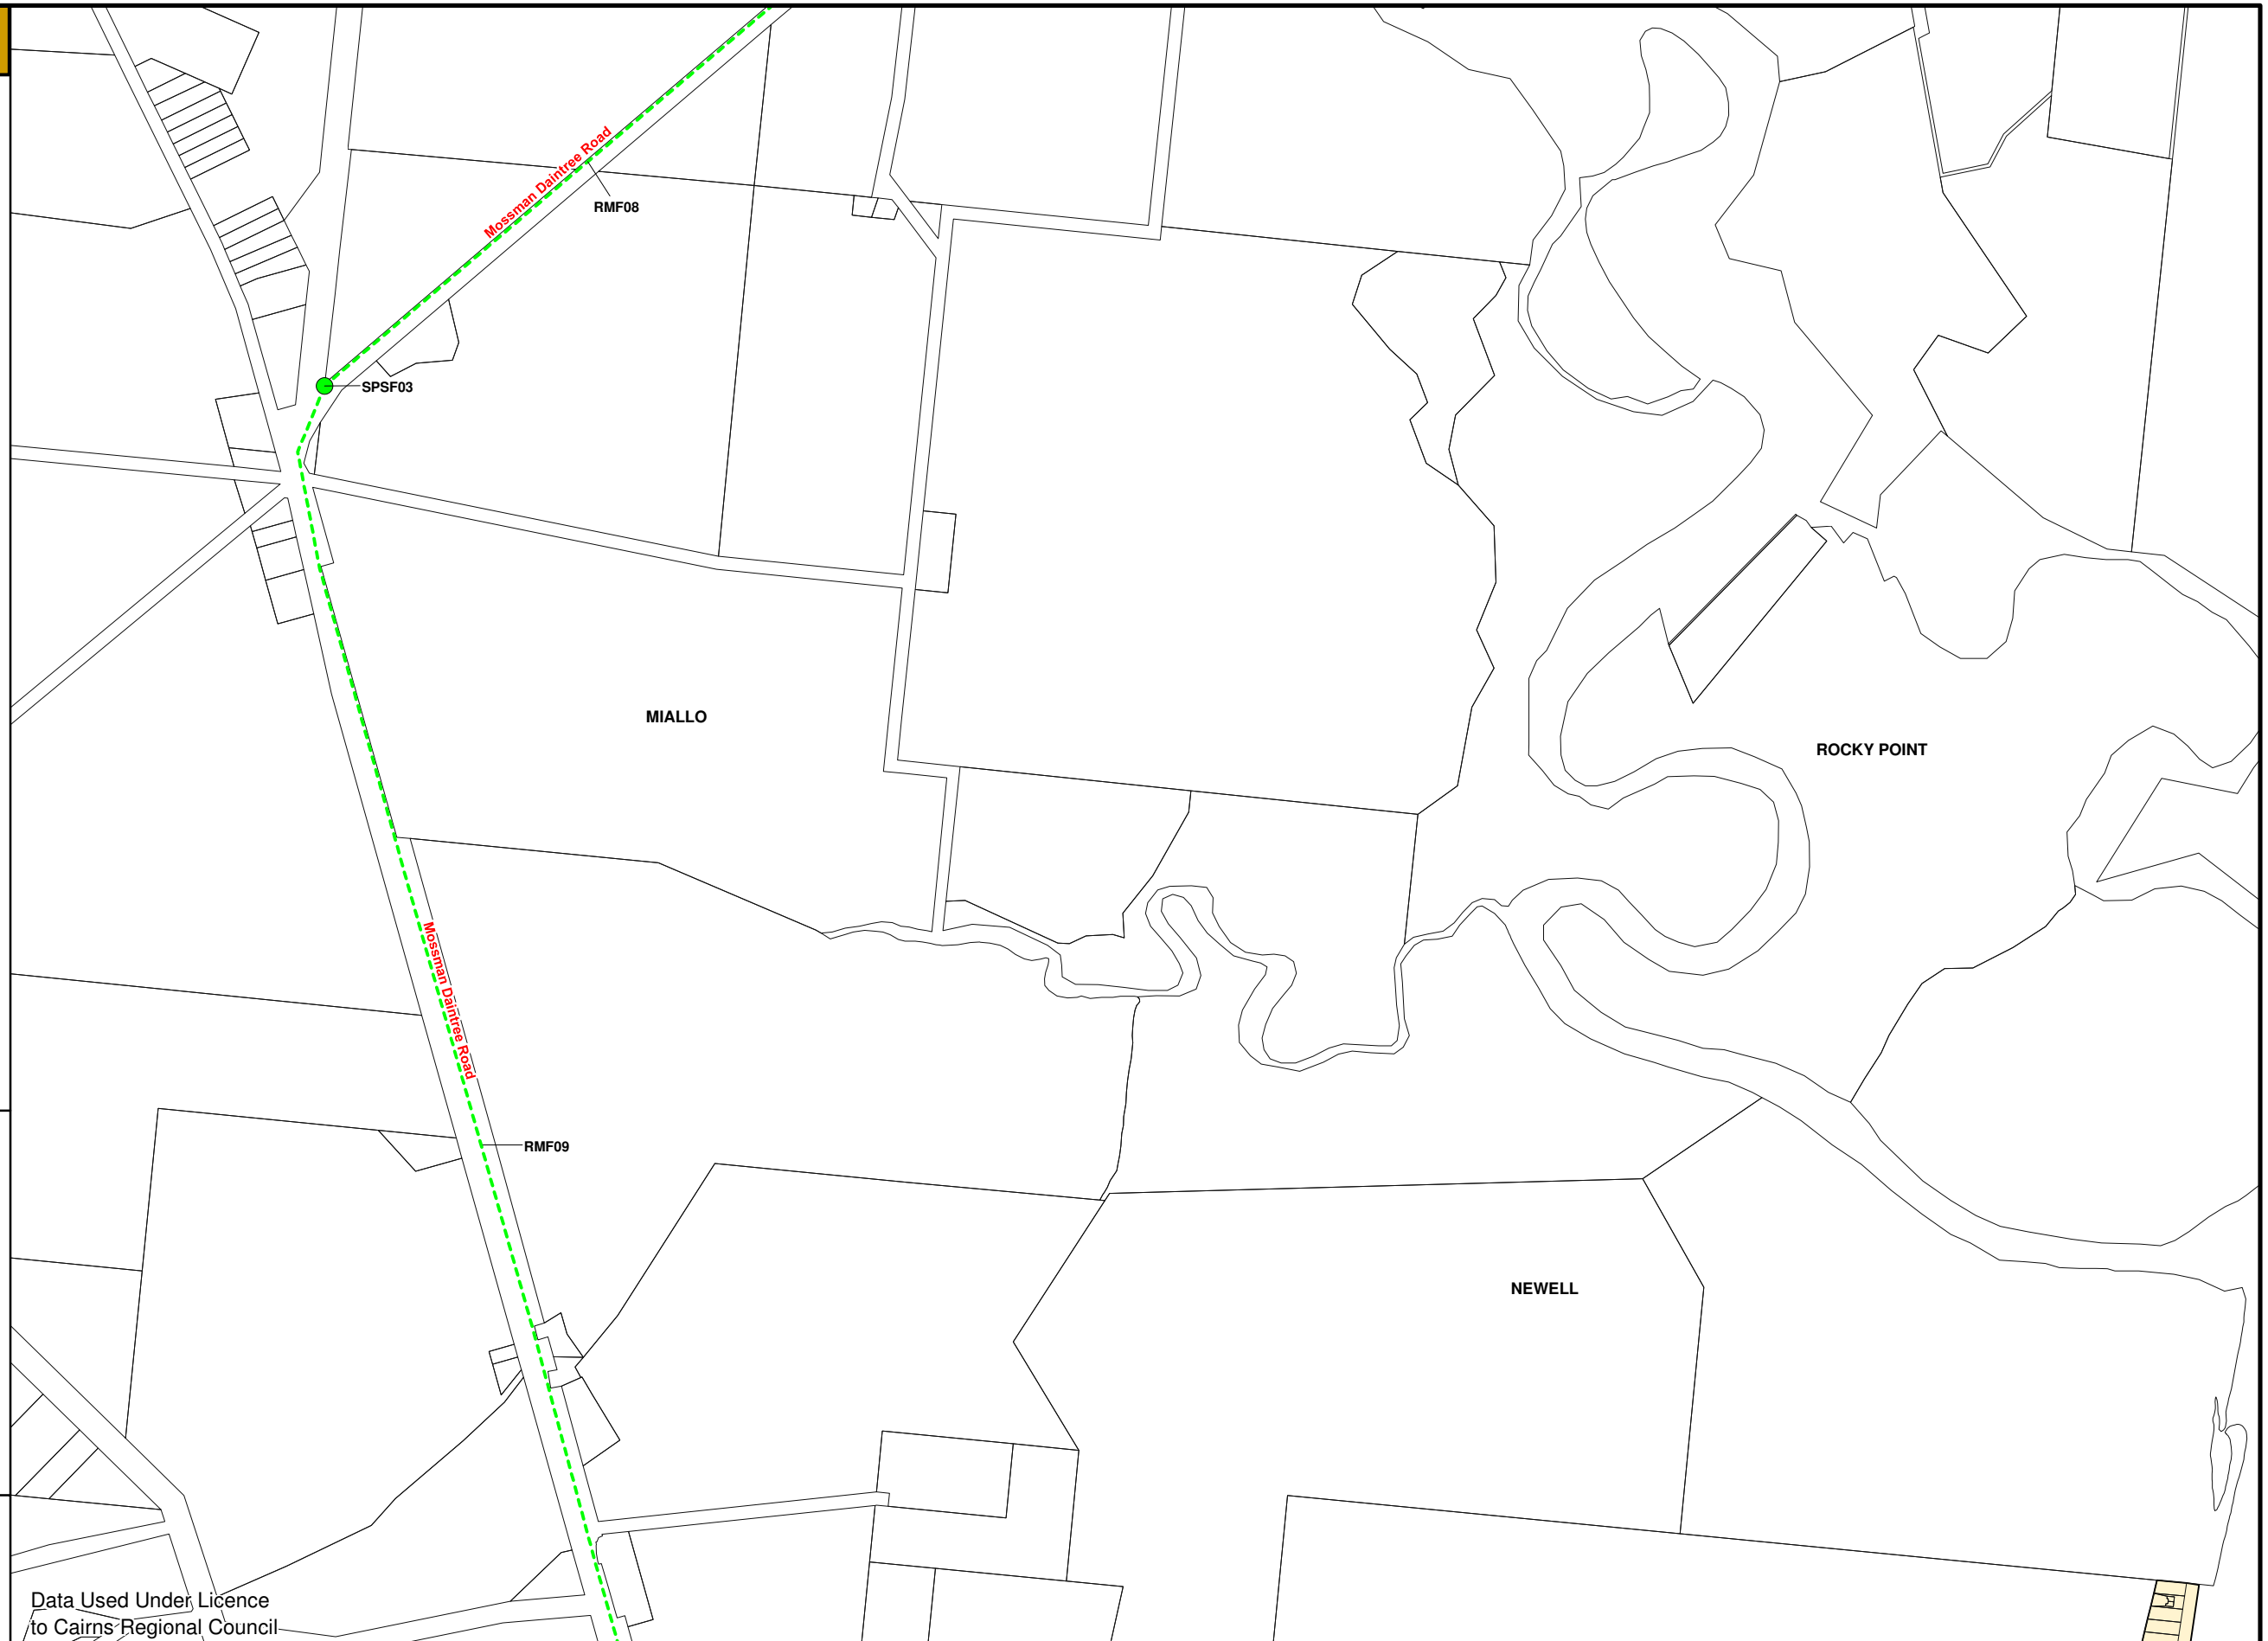 Mossman Daintree Road
RMF08
SPSF03
MIALLO
ROCKY POINT
Mossman Daintree Road
RMF09
NEWELL
Data Used Under Licence
to Cairns Regional Council